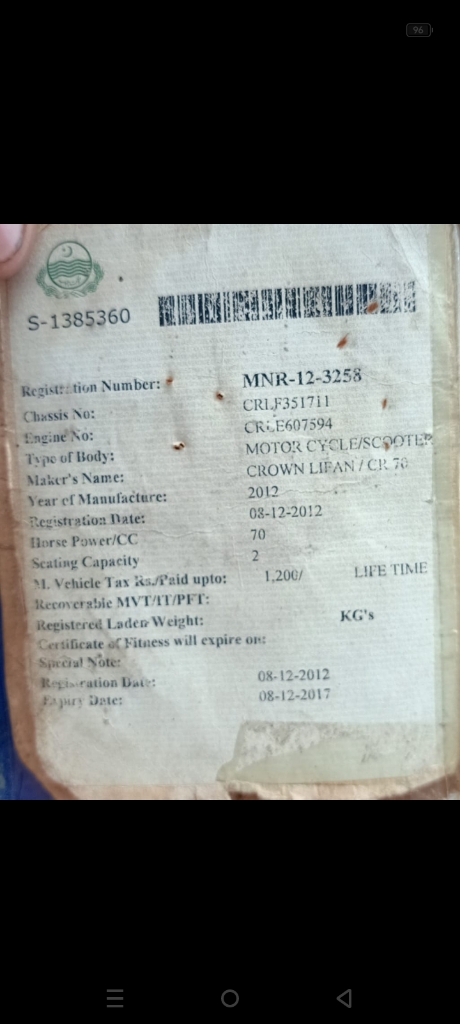 96
S-1385360
Registration Number: MNR-12-3258
Chassis No: CRLF351711
Engine No: CRLE607594
Type of Body: MOTOR CYCLE/SCOOTER
Maker's Name: CROWN LIFAN / CR 70
Year of Manufacture: 2012
Registration Date: 08-12-2012
Horse Power/CC 70
Seating Capacity 2
M. Vehicle Tax Rs./Paid upto: 1,200/ LIFE TIME
Recoverable MVT/IT/PFT:
Registered Laden Weight: KG's
Certificate of Fitness will expire on:
Special Note:
Registration Date: 08-12-2012
Expiry Date: 08-12-2017